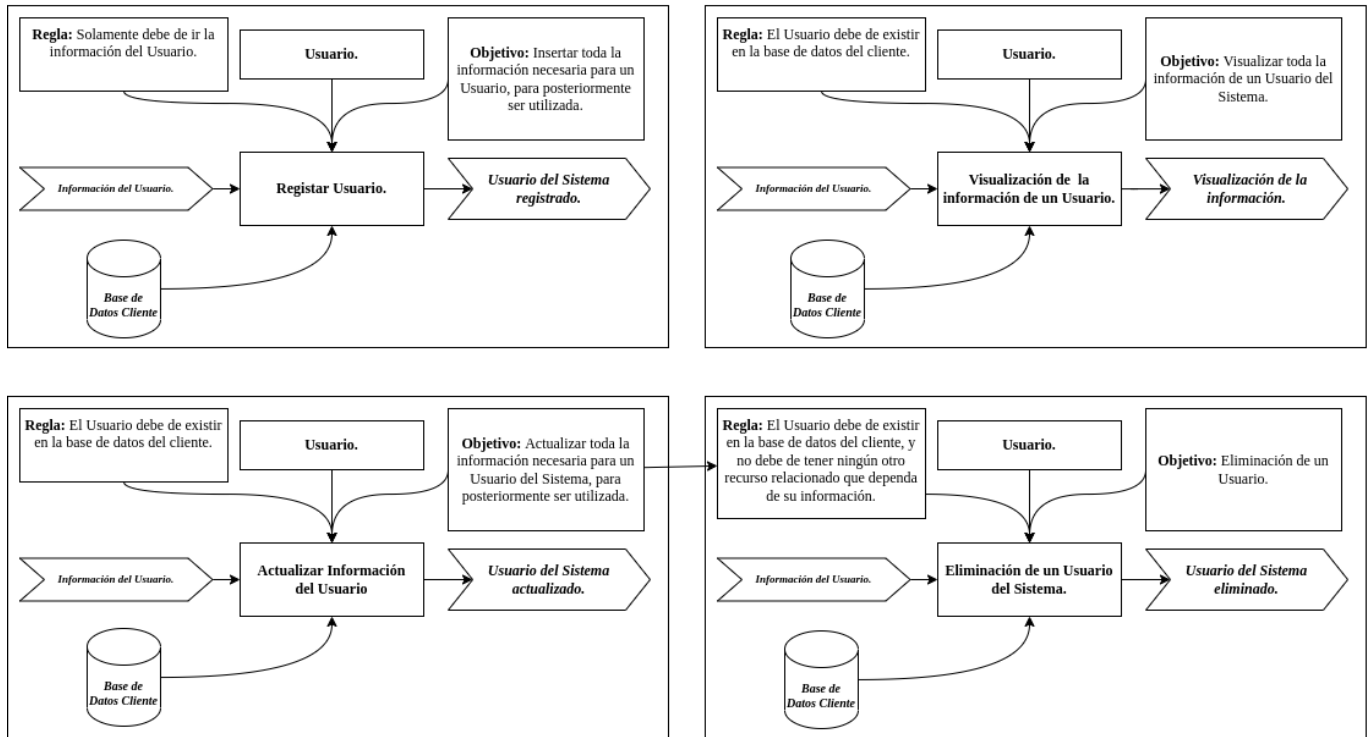 Regla: Solamente debe de ir la
información del Usuario.
Usuario.
Objetivo: Insertar toda la
información necesaria para un
Usuario, para posteriormente
ser utilizada.
Información del Usuario.
Registar Usuario.
Usuario del Sistema
registrado.
Base de
Datos Cliente
Regla: El Usuario debe de existir
en la base de datos del cliente.
Usuario.
Objetivo: Visualizar toda la
información de un Usuario del
Sistema.
Información del Usuario.
Visualización de la
información de un Usuario.
Visualización de la
información.
Base de
Datos Cliente
Regla: El Usuario debe de existir
en la base de datos del cliente.
Usuario.
Objetivo: Actualizar toda la
información necesaria para un
Usuario del Sistema, para
posteriormente ser utilizada.
Información del Usuario.
Actualizar Información
del Usuario
Usuario del Sistema
actualizado.
Base de
Datos Cliente
Regla: El Usuario debe de existir
en la base de datos del cliente, y
no debe de tener ningún otro
recurso relacionado que dependa
de su información.
Usuario.
Objetivo: Eliminación de un
Usuario.
Información del Usuario.
Eliminación de un Usuario
del Sistema.
Usuario del Sistema
eliminado.
Base de
Datos Cliente